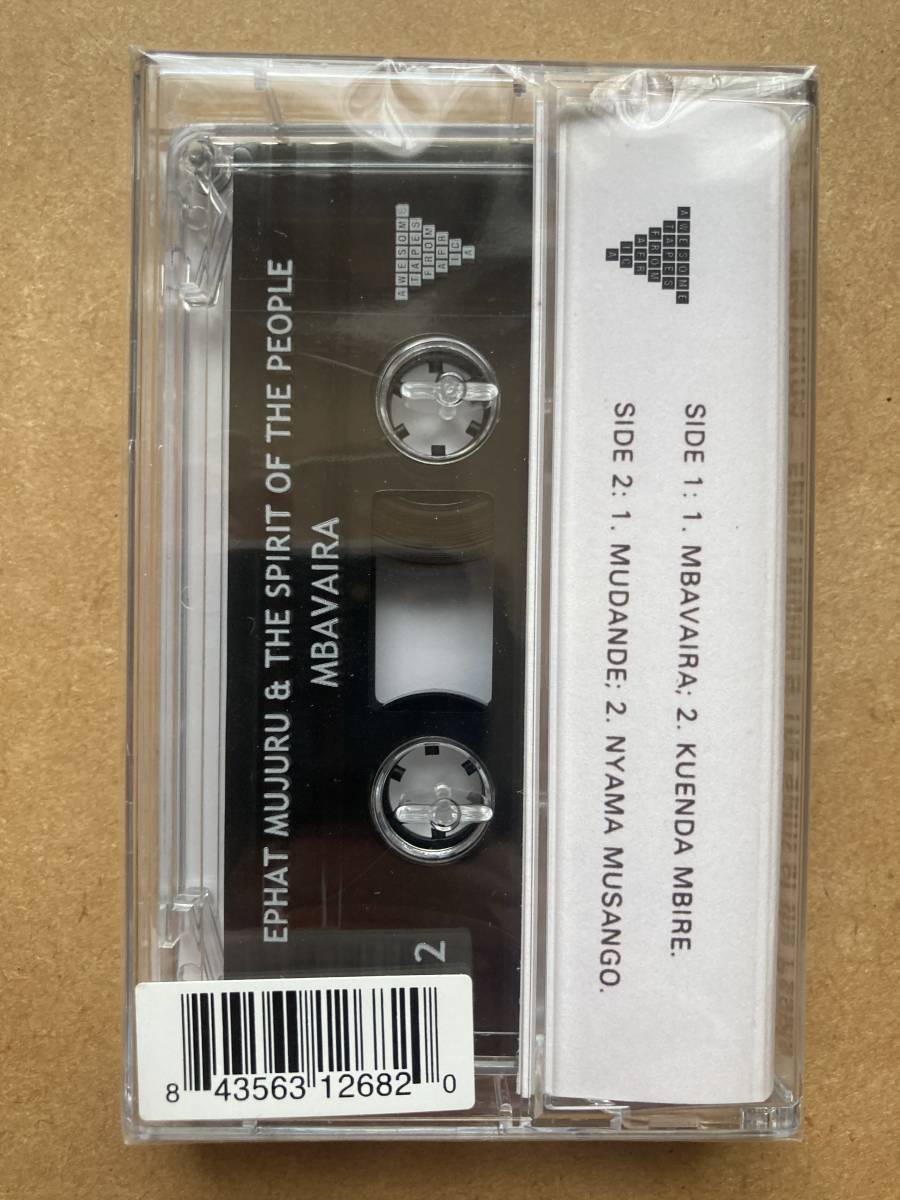 AWESOME
TAPES
FROM
AFR
IC
A
EPHAT MUJURU & THE SPIRIT OF THE PEOPLE
MBAVAIRA
2
AWESOME
TAPES
FROM
AFR
IC
A
SIDE 1: 1. MBAVAIRA; 2. KUENDA MBIRE.
SIDE 2: 1. MUDANDE; 2. NYAMA MUSANGO.
8 43563 12682 0